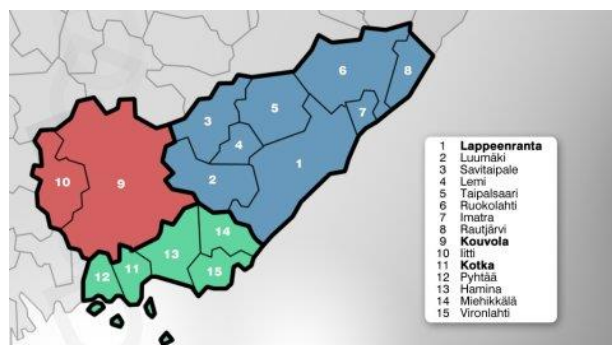 6
8
5
3
7
4
1
2
10
9
14
13
15
11
12
1 Lappeenranta
2 Luumäki
3 Savitaipale
4 Lemi
5 Taipalsaari
6 Ruokolahti
7 Imatra
8 Rautjärvi
9 Kouvola
10 Iitti
11 Kotka
12 Pyhtää
13 Hamina
14 Miehikkälä
15 Vironlahti